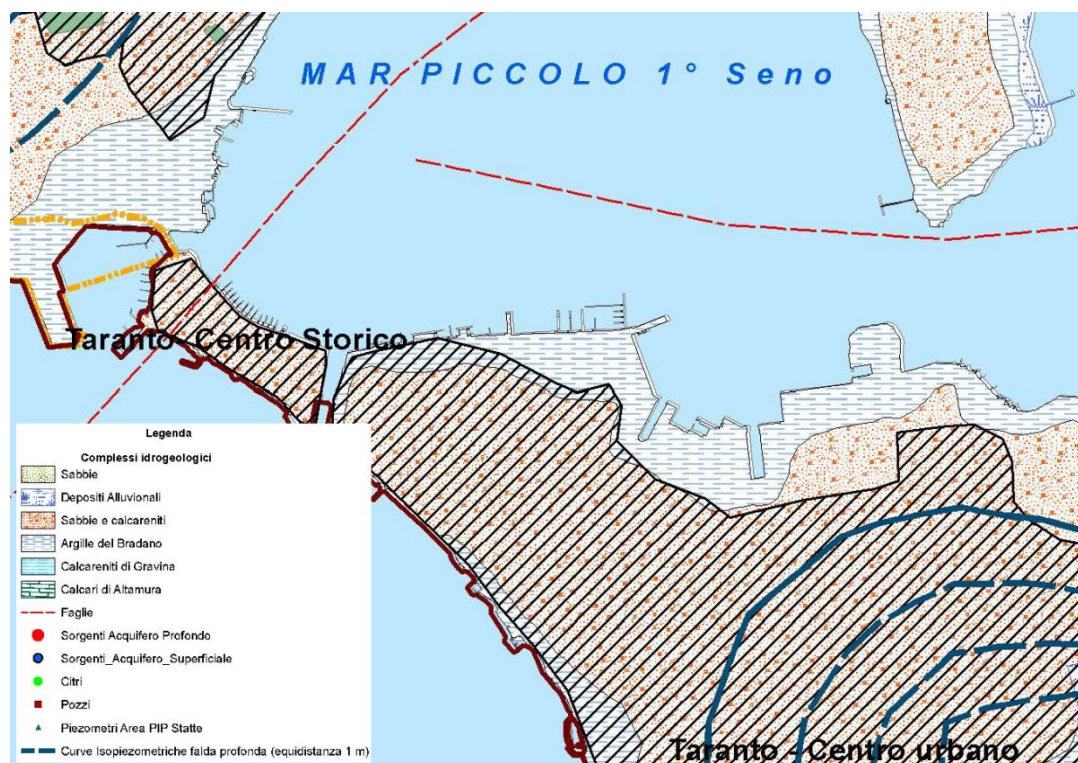 MAR PICCOLO 1° Seno
Taranto - Centro Storico
Legenda
Complessi idrogeologici
Sabbie
Depositi Alluvionali
Sabbie e calcareniti
Argille del Bradano
Calcareniti di Gravina
Calcari di Altamura
Faglie
Sorgenti Acquifero Profondo
Sorgenti_Acquifero_Superficiale
Citri
Pozzi
Piezometri Area PIP Statte
Curve Isopiezometriche falda profonda (equidistanza 1 m)
Taranto - Centro urbano